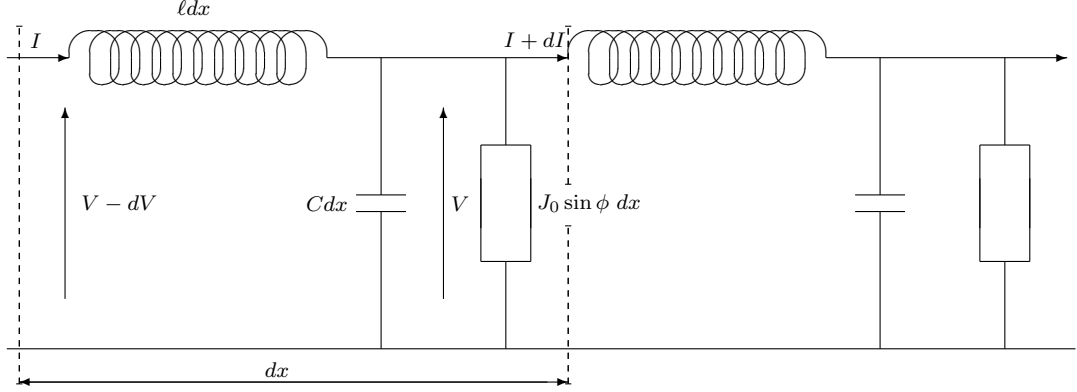 ℓdx
I
I + dI
V − dV
Cdx
V
J₀ sin ϕ dx
dx